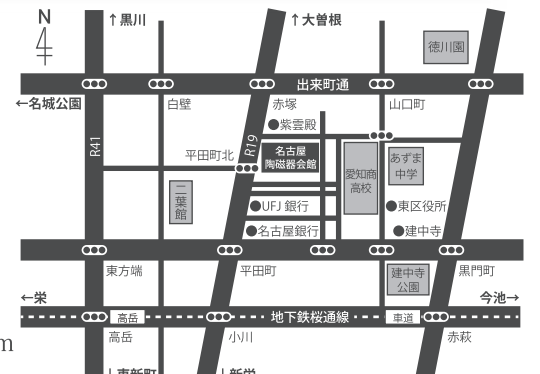 N
↑黒川
↑大曽根
徳川園
出来町通
←名城公園
白壁
赤塚
山口町
●紫雲殿
R41
R19
平田町北
名古屋
陶磁器会館
愛知商
高校
あずま
中学
二葉館
●UFJ 銀行
●東区役所
●名古屋銀行
●建中寺
東方端
平田町
黒門町
建中寺
公園
←栄
今池→
高岳
地下鉄桜通線
車道
高岳
小川
赤萩
m
↓東新町
↓新栄